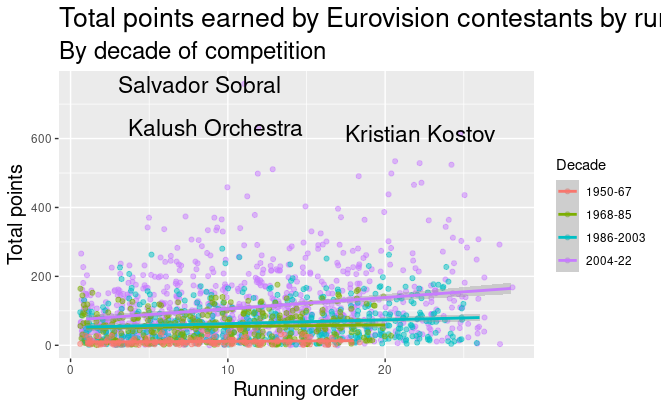 Total points earned by Eurovision contestants by ru
By decade of competition
Salvador Sobral
Kalush Orchestra
Kristian Kostov
Total points
600
400
200
0
0
10
20
Running order
Decade
1950-67
1968-85
1986-2003
2004-22